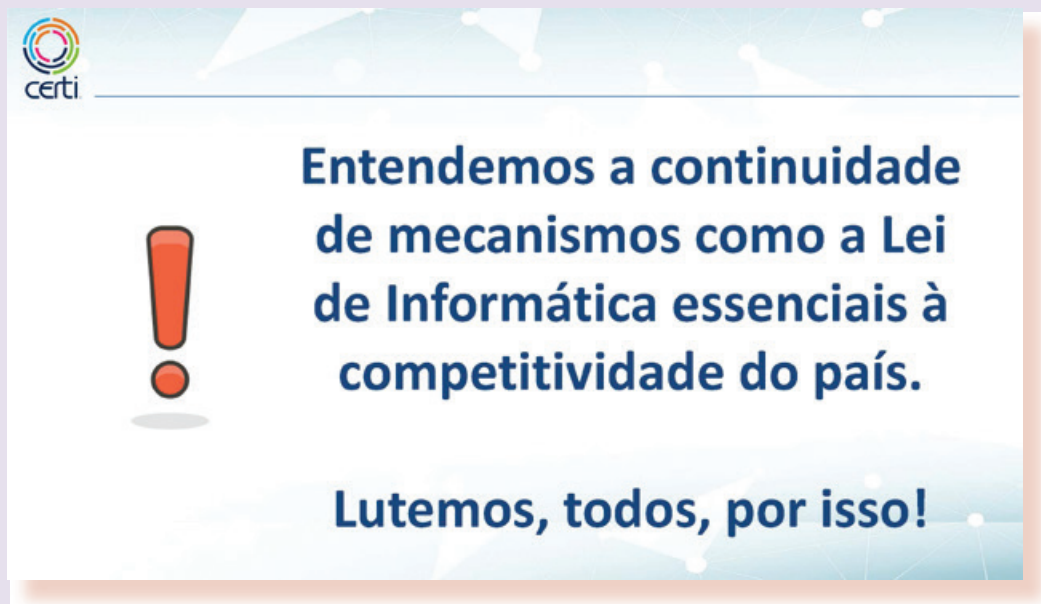 certi
Entendemos a continuidade
de mecanismos como a Lei
de Informática essenciais à
competitividade do país.
Lutemos, todos, por isso!